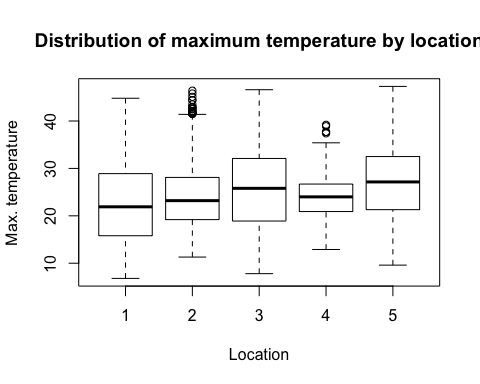 Distribution of maximum temperature by location
Max. temperature
40
30
20
10
1 2 3 4 5
Location